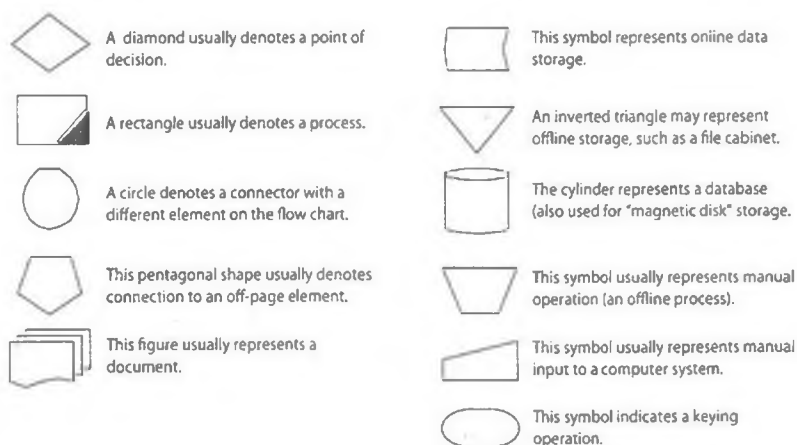 A diamond usually denotes a point of
decision.
A rectangle usually denotes a process.
A circle denotes a connector with a
different element on the flow chart.
This pentagonal shape usually denotes
connection to an off-page element.
This figure usually represents a
document.
This symbol represents online data
storage.
An inverted triangle may represent
offline storage, such as a file cabinet.
The cylinder represents a database
(also used for "magnetic disk" storage.
This symbol usually represents manual
operation (an offline process).
This symbol usually represents manual
input to a computer system.
This symbol indicates a keying
operation.